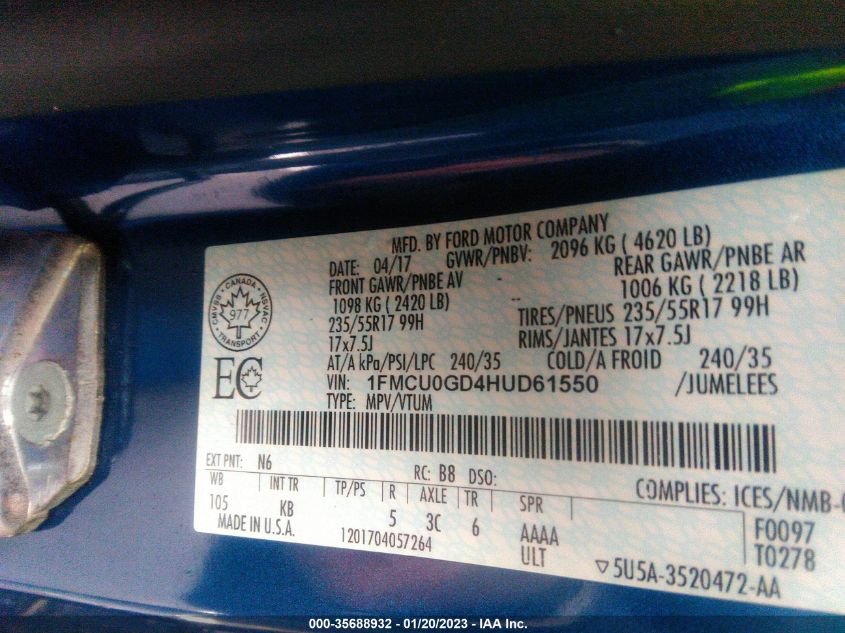 MFD. BY FORD MOTOR COMPANY
DATE: 04/17 GVWR/PNBV: 2096 KG ( 4620 LB)
FRONT GAWR/PNBE AV REAR GAWR/PNBE AR
1098 KG ( 2420 LB) 1006 KG ( 2218 LB)
235/55R17 99H TIRES/PNEUS 235/55R17 99H
17x7.5J RIMS/JANTES 17x7.5J
AT/A kPa/PSI/LPC 240/35 COLD/A FROID 240/35
VIN: 1FMCU0GD4HUD61550 /JUMELEES
TYPE: MPV/VTUM
CANADA
CMVSS NSVAC
977
TRANSPORT
EC
EXT PNT: N6 RC: B8 DSO:
COMPLIES: ICES/NMB-
WB INT TR TP/PS R AXLE TR SPR
105 KB 5 3C 6 AAAA F0097
ULT T0278
MADE IN U.S.A. 1201704057264
5U5A-3520472-AA
000-35688932 - 01/20/2023 - IAA Inc.